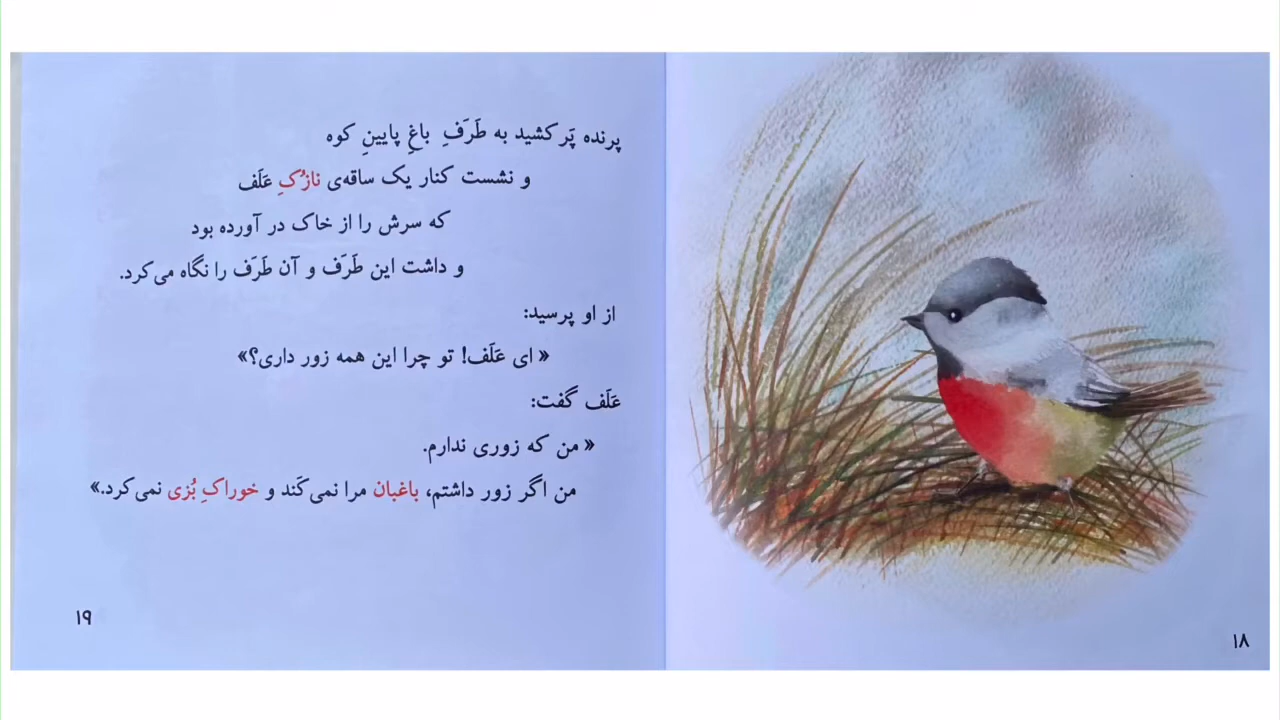 پرنده پَر کشید به طَرَفِ باغِ پایینِ کوه
و نشست کنار یک ساقه‌ی نازُکِ عَلَف
که سرش را از خاک در آورده بود
و داشت این طَرَف و آن طَرَف را نگاه می‌کرد.
از او پرسید:
« ای عَلَف! تو چرا این همه زور داری؟»
عَلَف گفت:
« من که زوری ندارم.
من اگر زور داشتم، باغبان مرا نمی‌کَند و خوراکِ بُزی نمی‌کرد.»
۱۹
۱۸